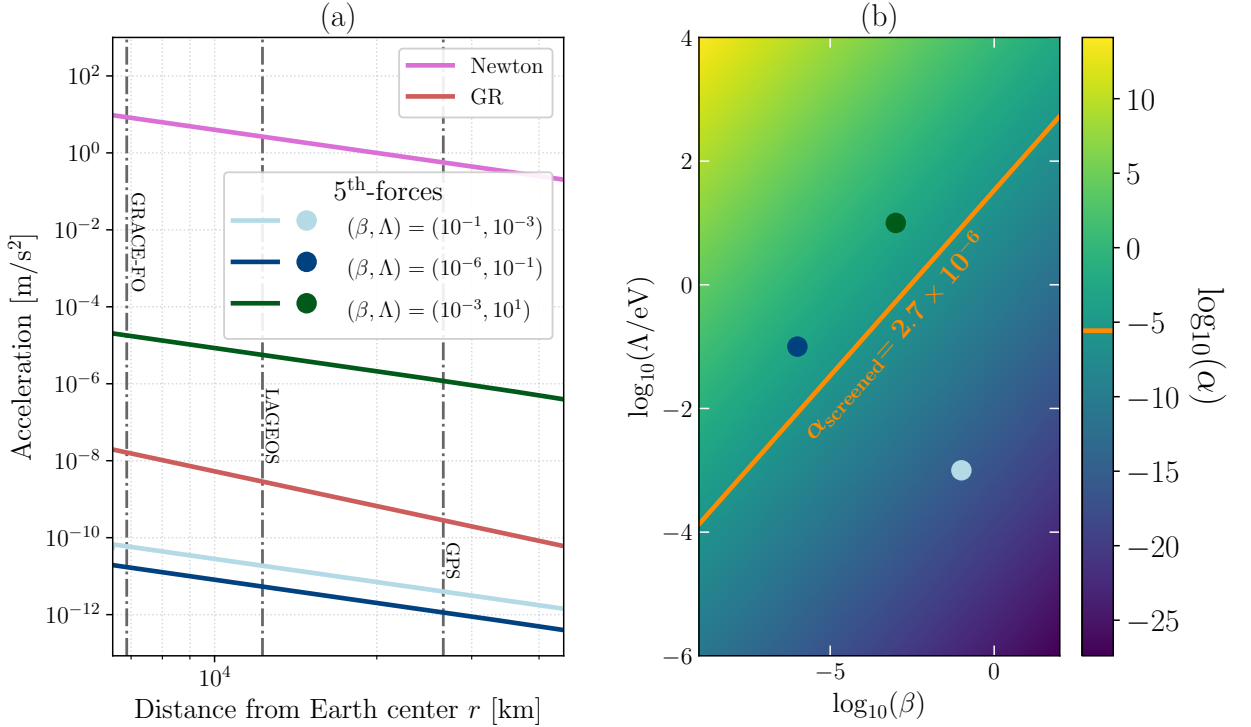 (a)
Newton
GR
5th-forces
(β, Λ) = (10⁻¹, 10⁻³)
(β, Λ) = (10⁻⁶, 10⁻¹)
(β, Λ) = (10⁻³, 10¹)
GRACE-FO
LAGEOS
GPS
10²
10⁰
10⁻²
10⁻⁴
10⁻⁶
10⁻⁸
10⁻¹⁰
10⁻¹²
Acceleration [m/s²]
10⁴
Distance from Earth center r [km]
(b)
4
2
0
−2
−4
−6
log₁₀(Λ/eV)
α_screened = 2.7 × 10⁻⁶
−5
0
log₁₀(β)
10
5
0
−5
−10
−15
−20
−25
log₁₀(α)